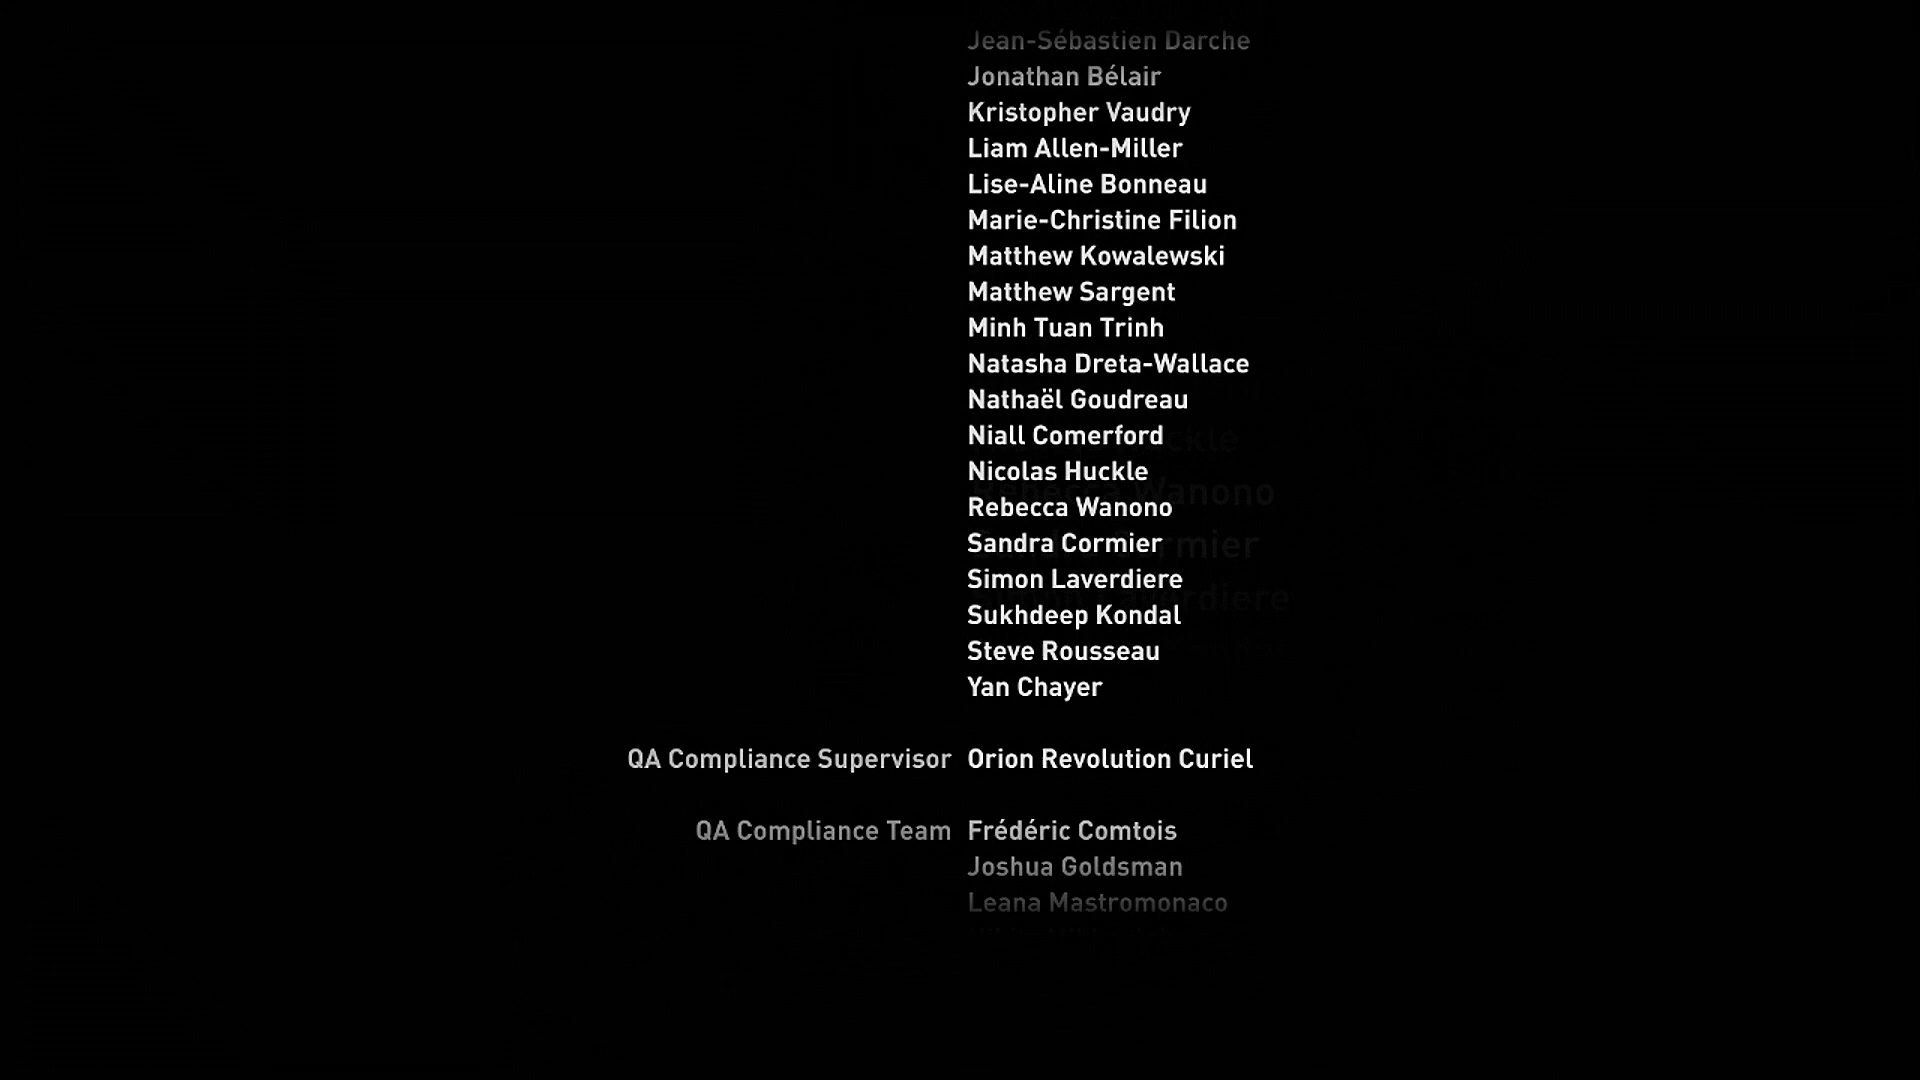 Jean-Sébastien Darche
Jonathan Bélair
Kristopher Vaudry
Liam Allen-Miller
Lise-Aline Bonneau
Marie-Christine Filion
Matthew Kowalewski
Matthew Sargent
Minh Tuan Trinh
Natasha Dreta-Wallace
Nathaël Goudreau
Niall Comerford
Nicolas Huckle
Rebecca Wanono
Sandra Cormier
Simon Laverdiere
Sukhdeep Kondal
Steve Rousseau
Yan Chayer
QA Compliance Supervisor Orion Revolution Curiel
QA Compliance Team Frédéric Comtois
Joshua Goldsman
Leana Mastromonaco